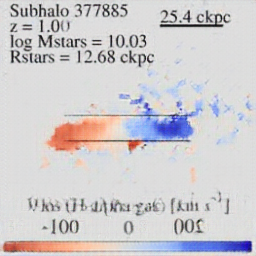 Subhalo 377885
z = 1.00
log Mstars = 10.03
Rstars = 12.68 ckpc
25.4 ckpc
-100 0